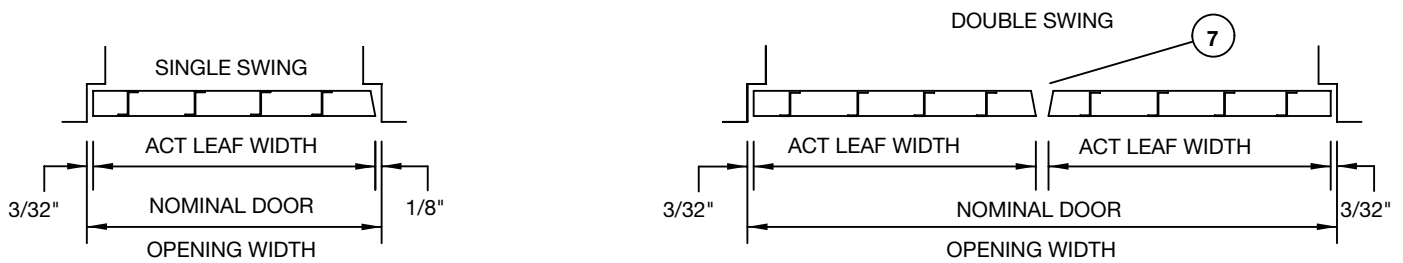 SINGLE SWING
ACT LEAF WIDTH
3/32"
1/8"
NOMINAL DOOR
OPENING WIDTH
DOUBLE SWING
7
ACT LEAF WIDTH
ACT LEAF WIDTH
3/32"
3/32"
NOMINAL DOOR
OPENING WIDTH